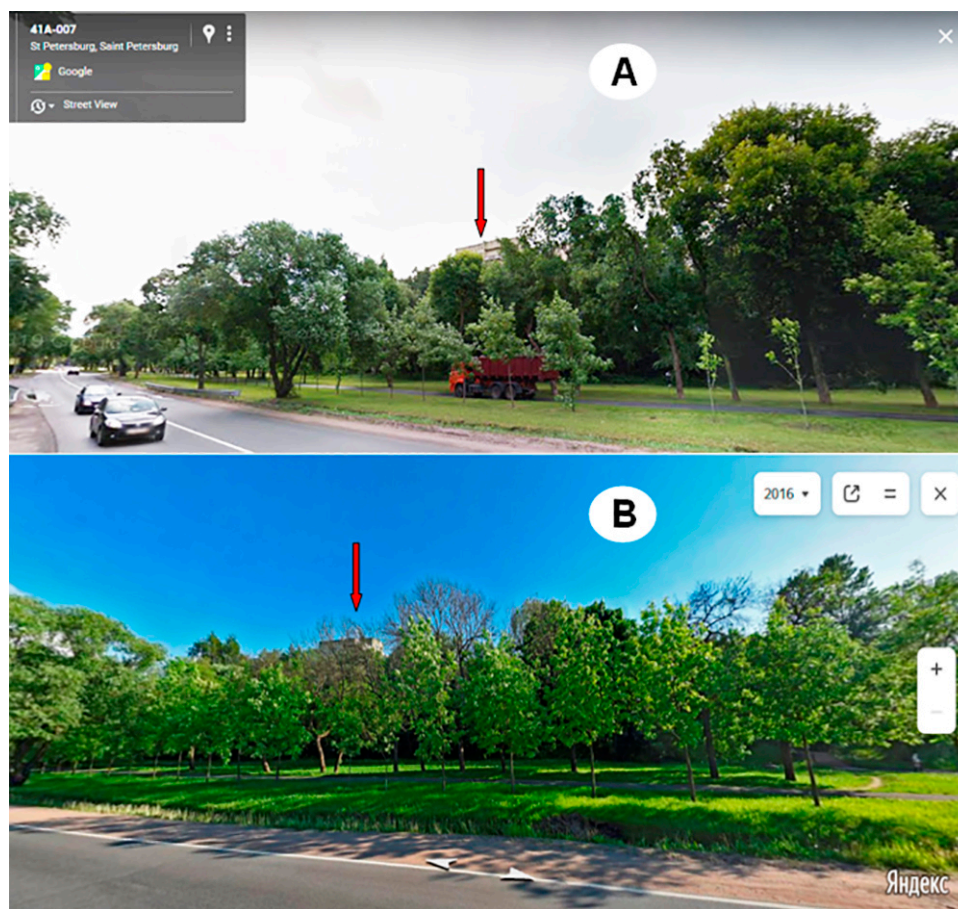 41A-007
St Petersburg, Saint Petersburg
Google
Street View
A
2016
B
Яндекс